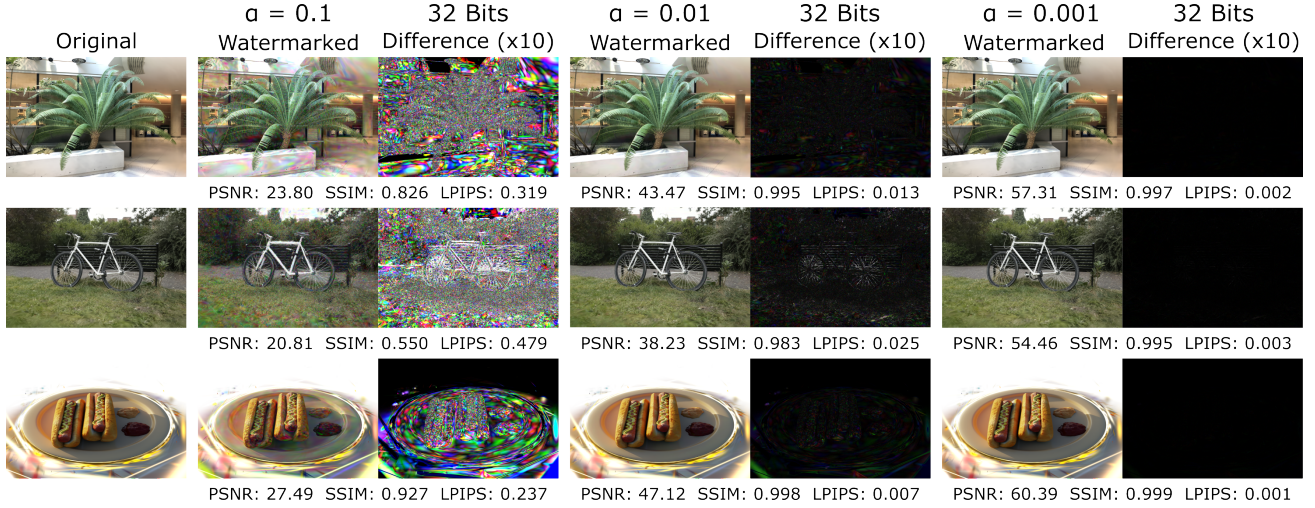 α = 0.1 32 Bits α = 0.01 32 Bits α = 0.001 32 Bits
Original Watermarked Difference (x10) Watermarked Difference (x10) Watermarked Difference (x10)
PSNR: 23.80 SSIM: 0.826 LPIPS: 0.319 PSNR: 43.47 SSIM: 0.995 LPIPS: 0.013 PSNR: 57.31 SSIM: 0.997 LPIPS: 0.002
PSNR: 20.81 SSIM: 0.550 LPIPS: 0.479 PSNR: 38.23 SSIM: 0.983 LPIPS: 0.025 PSNR: 54.46 SSIM: 0.995 LPIPS: 0.003
PSNR: 27.49 SSIM: 0.927 LPIPS: 0.237 PSNR: 47.12 SSIM: 0.998 LPIPS: 0.007 PSNR: 60.39 SSIM: 0.999 LPIPS: 0.001